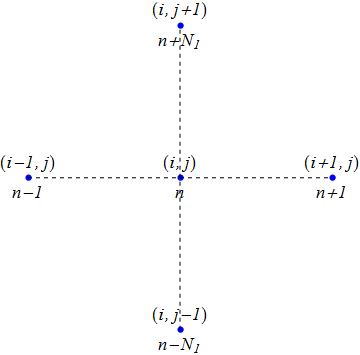 (i, j+1)
n+N₁
(i−1, j)
(i, j)
(i+1, j)
n−1
n
n+1
(i, j−1)
n−N₁